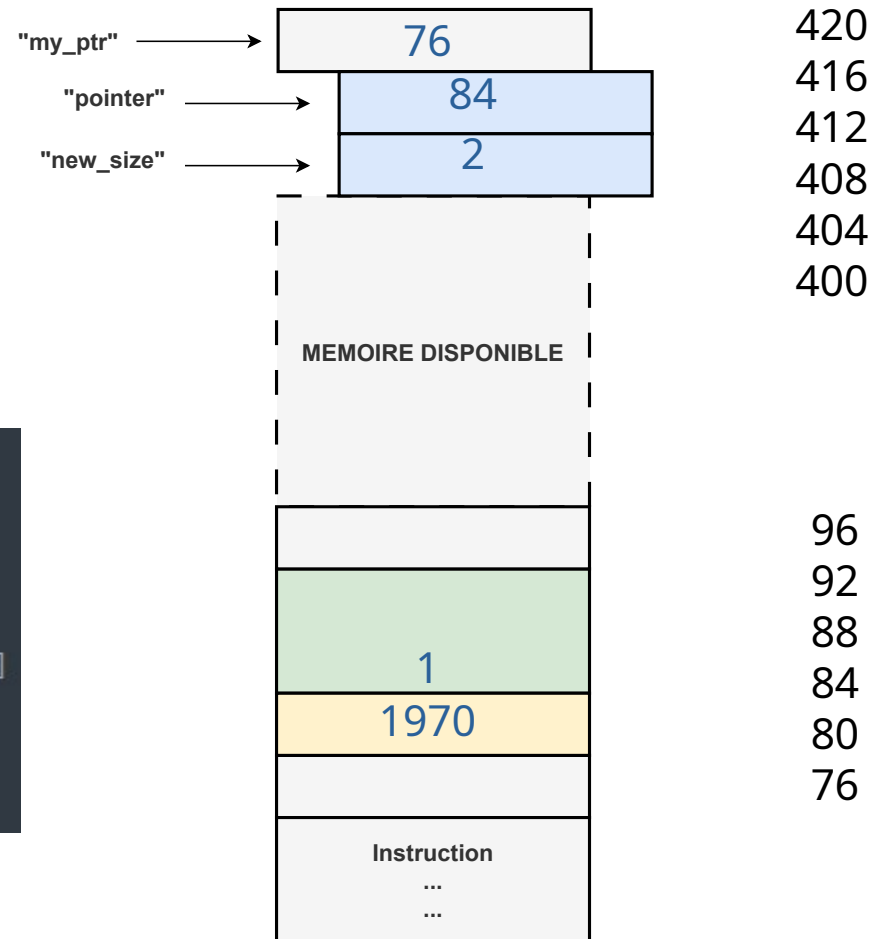 "my_ptr" 76 420
416
"pointer" 84
412
"new_size" 2
408
404
400
MEMOIRE DISPONIBLE
96
92
88
1 84
1970 80
76
Instruction
...
...
]